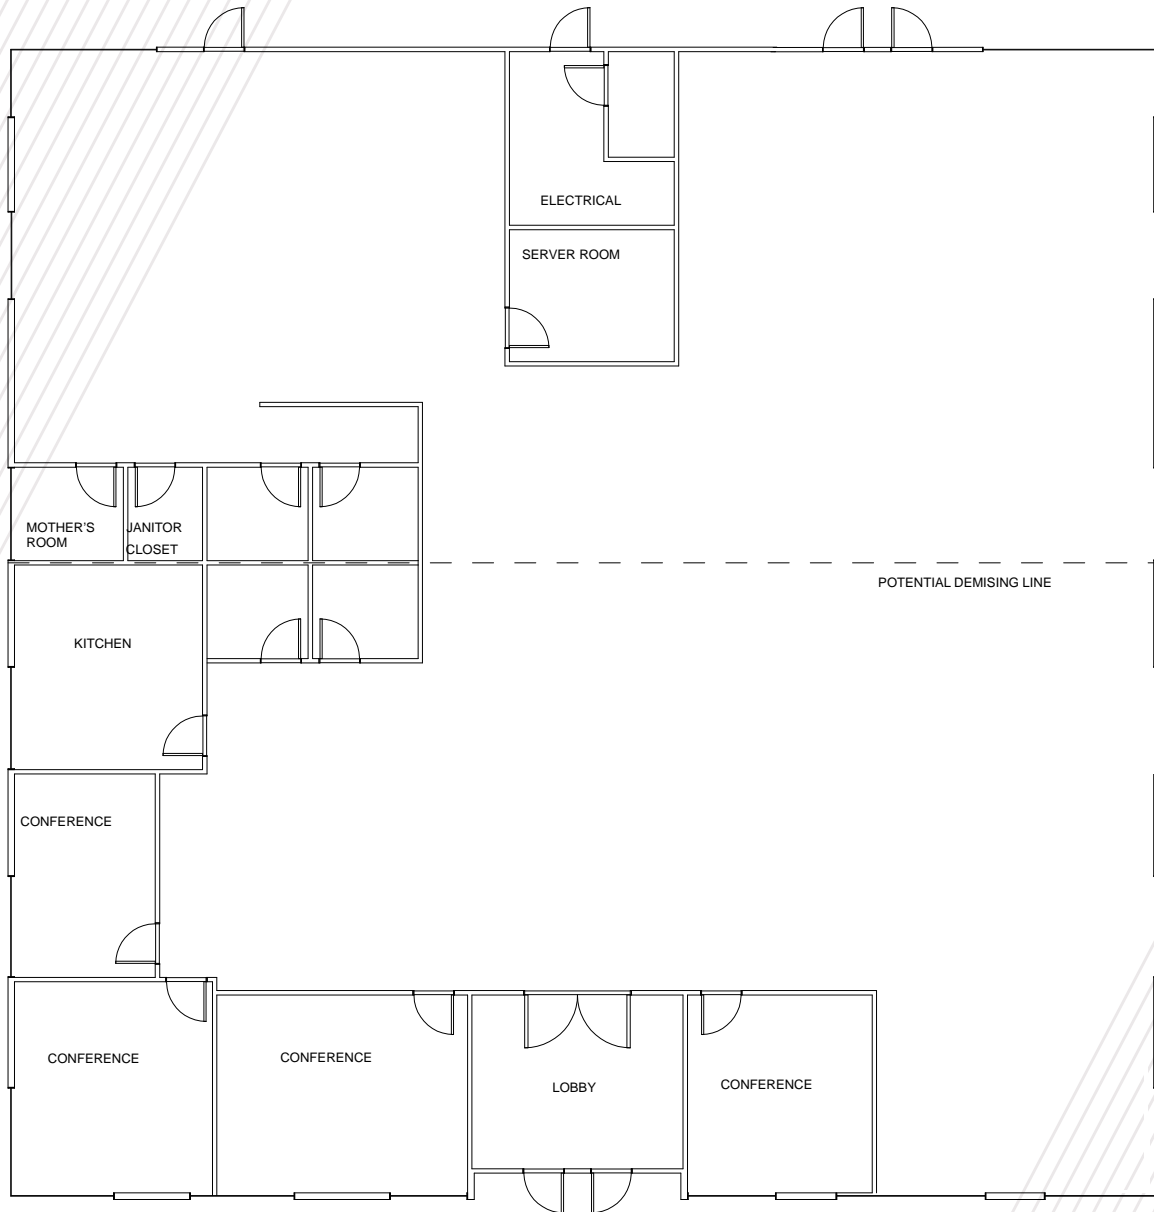 ELECTRICAL
SERVER ROOM
MOTHER'S
ROOM
JANITOR
CLOSET
POTENTIAL DEMISING LINE
KITCHEN
CONFERENCE
CONFERENCE
CONFERENCE
LOBBY
CONFERENCE